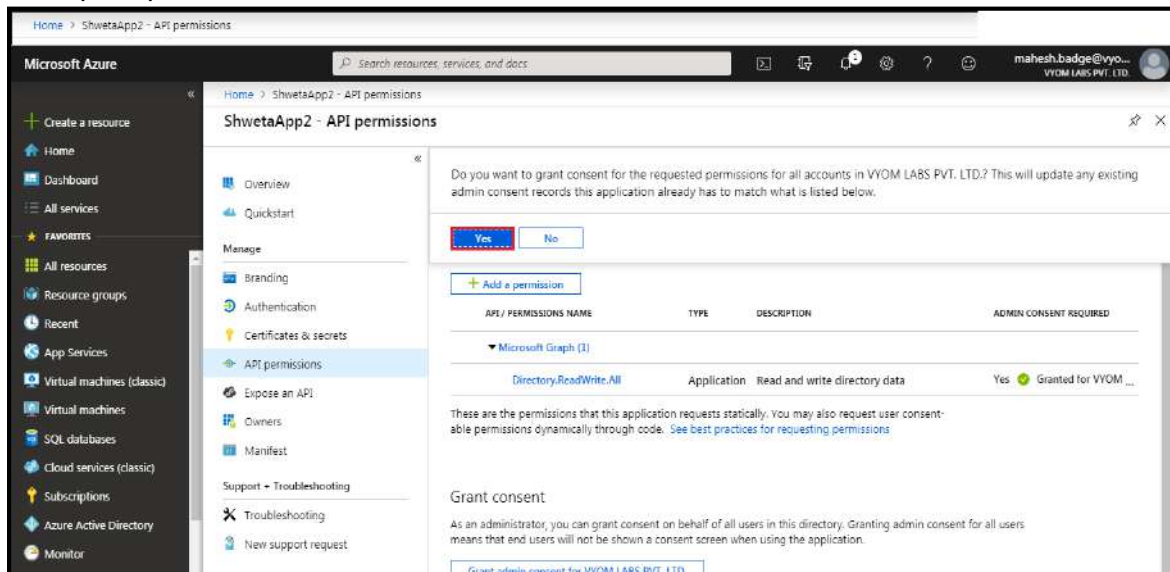 Home > ShwetaApp2 - API permissions
Microsoft Azure
Search resources, services, and docs
mahesh.badge@vyo...
VYOM LABS PVT. LTD.
Home > ShwetaApp2 - API permissions
ShwetaApp2 - API permissions
Create a resource
Home
Dashboard
All services
FAVORITES
All resources
Resource groups
Recent
App Services
Virtual machines (classic)
Virtual machines
SQL databases
Cloud services (classic)
Subscriptions
Azure Active Directory
Monitor
Overview
Quickstart
Manage
Branding
Authentication
Certificates & secrets
API permissions
Expose an API
Owners
Manifest
Support + Troubleshooting
Troubleshooting
New support request
Do you want to grant consent for the requested permissions for all accounts in VYOM LABS PVT. LTD.? This will update any existing
admin consent records this application already has to match what is listed below.
Yes No
+ Add a permission
API / PERMISSIONS NAME TYPE DESCRIPTION ADMIN CONSENT REQUIRED
Microsoft Graph (1)
Directory.ReadWrite.All Application Read and write directory data Yes Granted for VYOM ...
These are the permissions that this application requests statically. You may also request user consent-
able permissions dynamically through code. See best practices for requesting permissions
Grant consent
As an administrator, you can grant consent on behalf of all users in this directory. Granting admin consent for all users
means that end users will not be shown a consent screen when using the application.
Grant admin consent for VYOM LABS PVT. LTD.